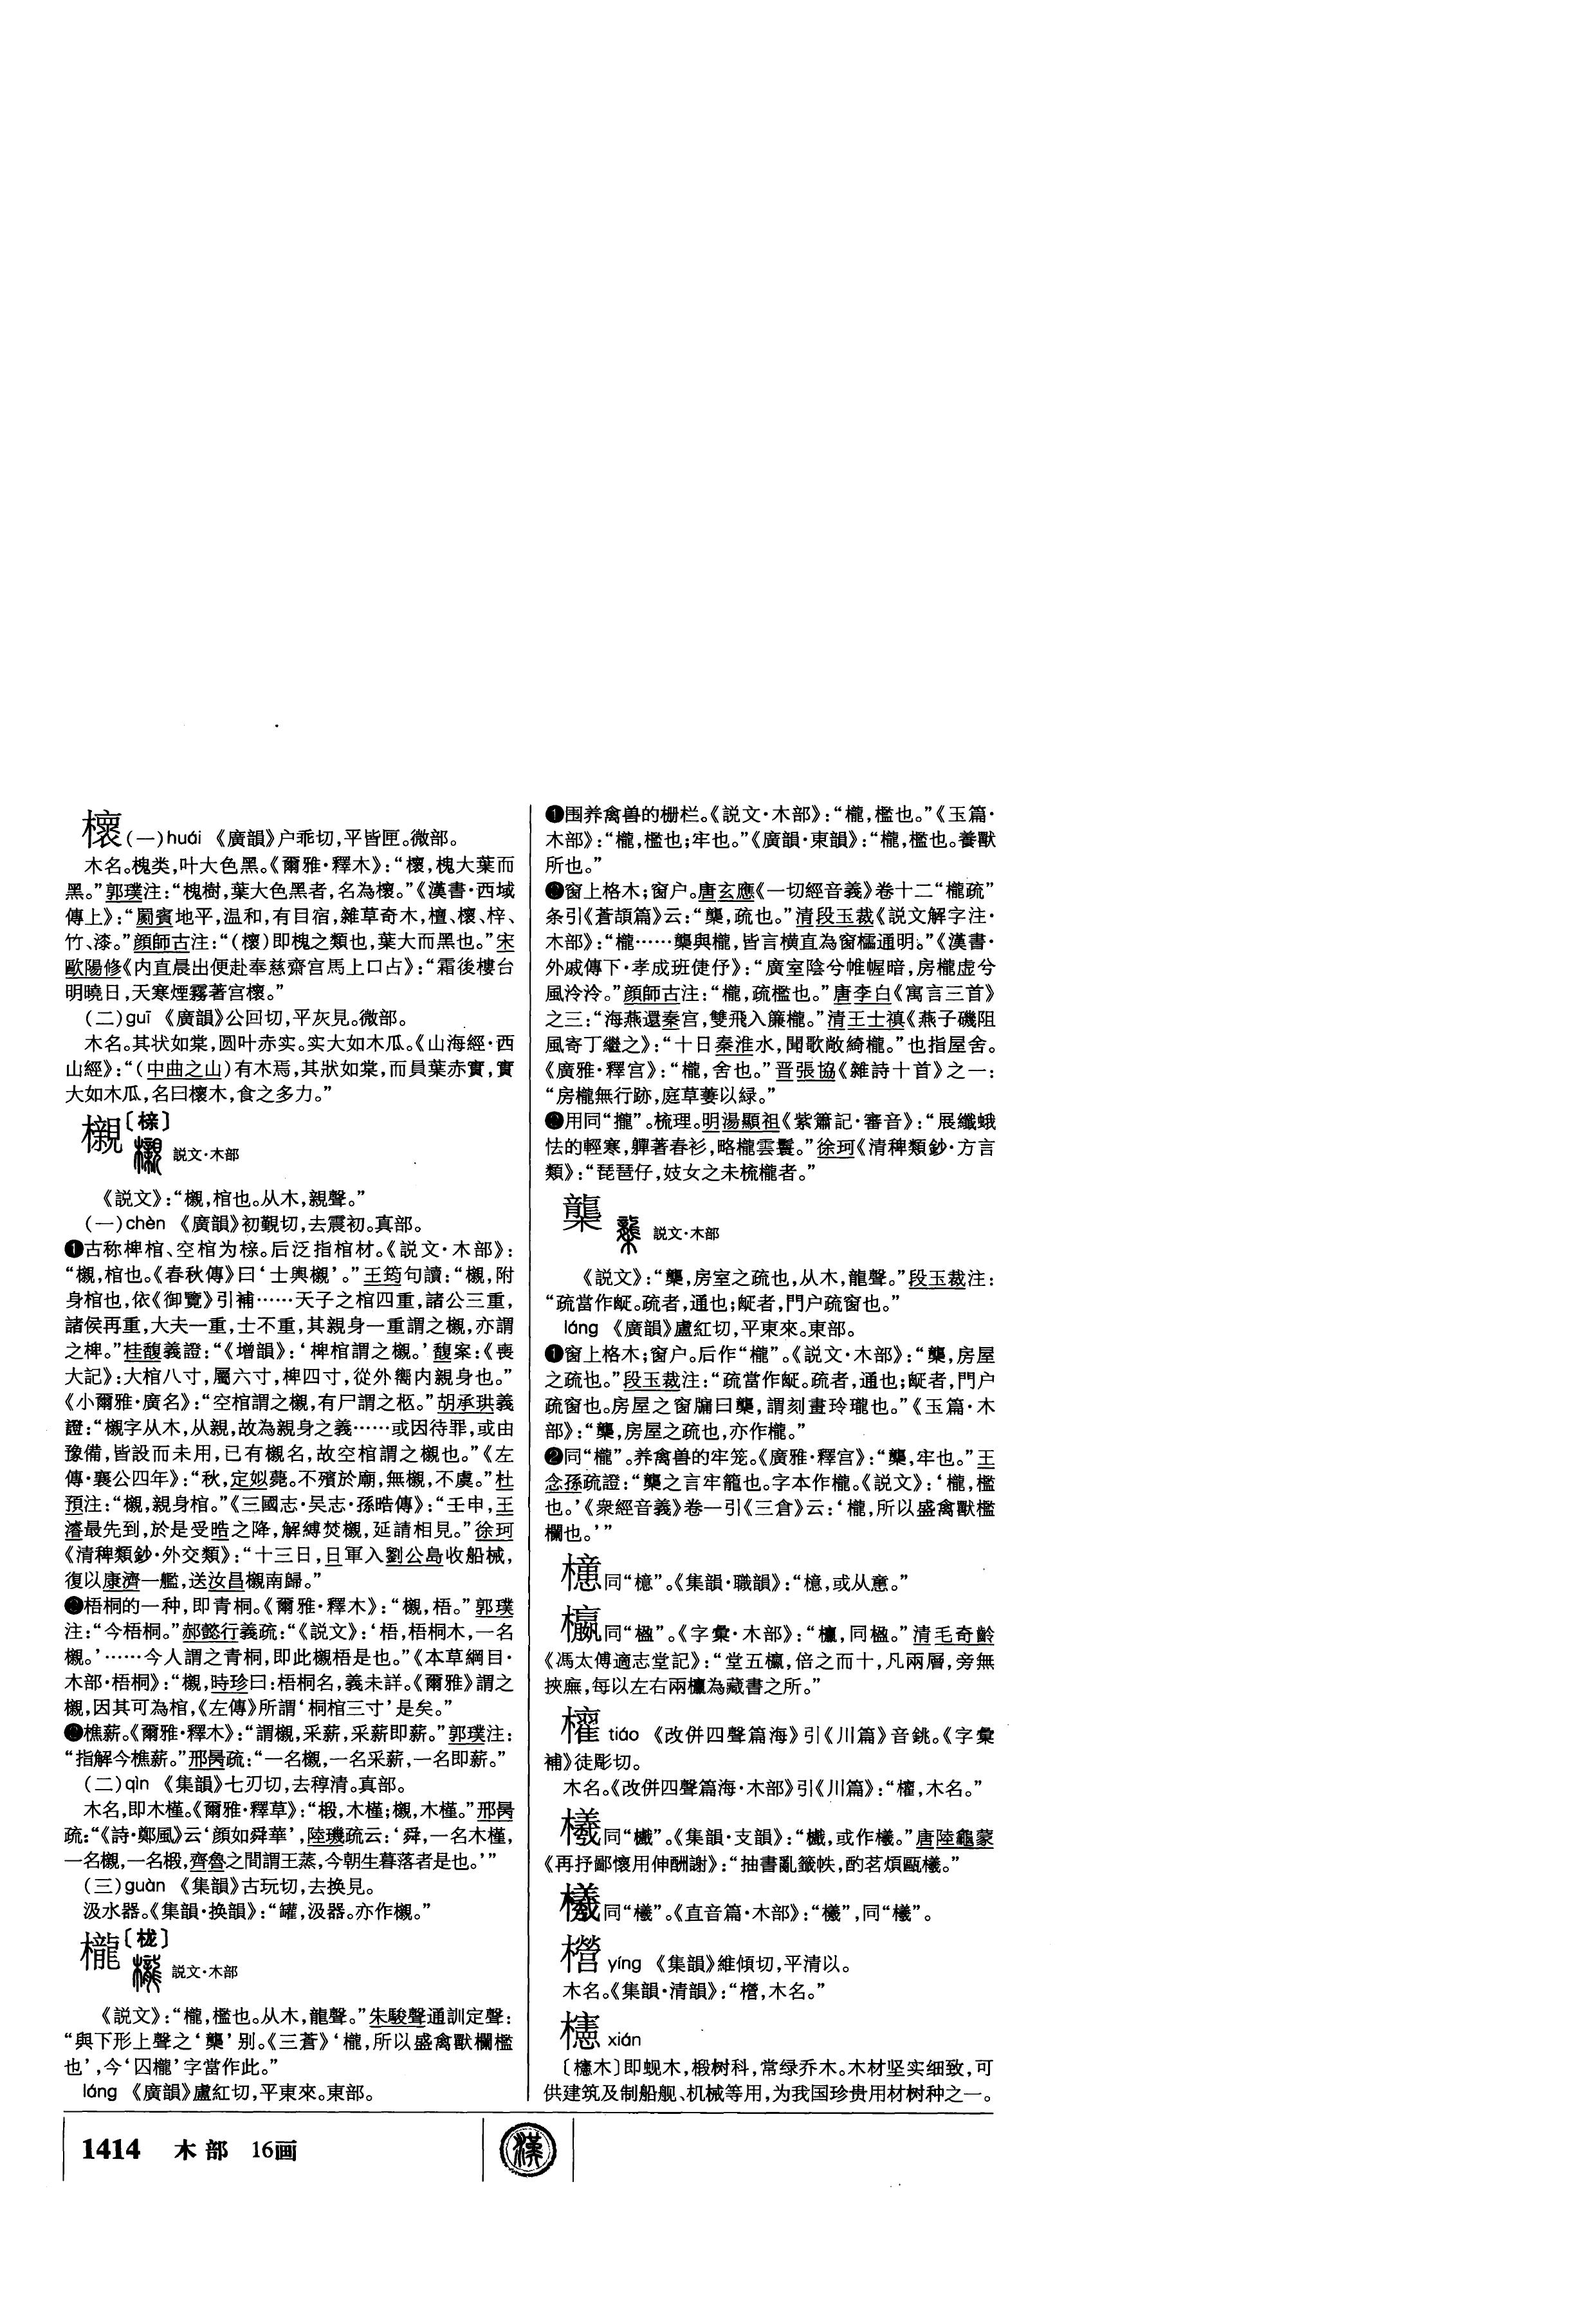 櫰(一)huái 《廣韻》户乖切，平皆匣。微部。
木名。槐类，叶大色黑。《爾雅·釋木》：“櫰，槐大葉而
黑。”郭璞注：“槐樹，葉大色黑者，名為櫰。”《漢書·西域
傳上》：“罽賓地平，温和，有目宿，雜草奇木，檀、櫰、梓、
竹、漆。”顔師古注：“(櫰)即槐之類也，葉大而黑也。”宋
歐陽修《内直晨出便赴奉慈齋宫馬上口占》：“霜後樓台
明曉日，天寒煙霧著宫櫰。”
(二)guī 《廣韻》公回切，平灰見。微部。
木名。其状如棠，圆叶赤实。实大如木瓜。《山海經·西
山經》：“(中曲之山)有木焉，其狀如棠，而員葉赤實，實
大如木瓜，名曰櫰木，食之多力。”
櫬〔榇〕
説文·木部
《説文》：“櫬，棺也。从木，親聲。”
(一)chèn 《廣韻》初覲切，去震初。真部。
❶古称椑棺、空棺为榇。后泛指棺材。《説文·木部》：
“櫬，棺也。《春秋傳》曰‘士輿櫬’。”王筠句讀：“櫬，附
身棺也，依《御覽》引補……天子之棺四重，諸公三重，
諸侯再重，大夫一重，士不重，其親身一重謂之櫬，亦謂
之椑。”桂馥義證：“《增韻》：‘椑棺謂之櫬。’馥案：《喪
大記》：大棺八寸，屬六寸，椑四寸，從外嚮内親身也。”
《小爾雅·廣名》：“空棺謂之櫬，有尸謂之柩。”胡承珙義
證：“櫬字从木，从親，故為親身之義……或因待罪，或由
豫備，皆設而未用，已有櫬名，故空棺謂之櫬也。”《左
傳·襄公四年》：“秋，定姒薨。不殯於廟，無櫬，不虞。”杜
預注：“櫬，親身棺。”《三國志·吴志·孫晧傳》：“壬申，王
濬最先到，於是受晧之降，解縛焚櫬，延請相見。”徐珂
《清稗類鈔·外交類》：“十三日，日軍入劉公島收船械，
復以康濟一艦，送汝昌櫬南歸。”
❷梧桐的一种，即青桐。《爾雅·釋木》：“櫬，梧。”郭璞
注：“今梧桐。”郝懿行義疏：“《説文》：‘梧，梧桐木，一名
櫬。’……今人謂之青桐，即此櫬梧是也。”《本草綱目·
木部·梧桐》：“櫬，時珍曰：梧桐名，義未詳。《爾雅》謂之
櫬，因其可為棺，《左傳》所謂‘桐棺三寸’是矣。”
❸樵薪。《爾雅·釋木》：“謂櫬，采薪，采薪即薪。”郭璞注：
“指解今樵薪。”邢昺疏：“一名櫬，一名采薪，一名即薪。”
(二)qìn 《集韻》七刃切，去稕清。真部。
木名，即木槿。《爾雅·釋草》：“椴，木槿；櫬，木槿。”邢昺
疏：“《詩·鄭風》云‘顔如舜華’，陸璣疏云：‘舜，一名木槿，
一名櫬，一名椴，齊魯之間謂王蒸，今朝生暮落者是也。’”
(三)guàn 《集韻》古玩切，去换見。
汲水器。《集韻·换韻》：“罐，汲器。亦作櫬。”
櫳〔栊〕
説文·木部
《説文》：“櫳，檻也。从木，龍聲。”朱駿聲通訓定聲：
“與下形上聲之‘櫱’别。《三蒼》‘櫳，所以盛禽獸欄檻
也’，今‘囚櫳’字當作此。”
lóng 《廣韻》盧紅切，平東來。東部。
❶围养禽兽的栅栏。《説文·木部》：“櫳，檻也。”《玉篇·
木部》：“櫳，檻也；牢也。”《廣韻·東韻》：“櫳，檻也。養獸
所也。”
❷窗上格木；窗户。唐玄應《一切經音義》卷十二“櫳疏”
条引《蒼頡篇》云：“龒，疏也。”清段玉裁《説文解字注·
木部》：“櫳……龒與櫳，皆言横直為窗櫺通明。”《漢書·
外戚傳下·孝成班倢伃》：“廣室陰兮帷幄暗，房櫳虚兮
風泠泠。”顔師古注：“櫳，疏檻也。”唐李白《寓言三首》
之三：“海燕還秦宫，雙飛入簾櫳。”清王士禛《燕子磯阻
風寄丁繼之》：“十日秦淮水，聞歌敞綺櫳。”也指屋舍。
《廣雅·釋宫》：“櫳，舍也。”晋張協《雜詩十首》之一：
“房櫳無行跡，庭草萋以緑。”
❸用同“攏”。梳理。明湯顯祖《紫簫記·審音》：“展纖蛾
怯的輕寒，軃著春衫，略櫳雲鬟。”徐珂《清稗類鈔·方言
類》：“琵琶仔，妓女之未梳櫳者。”
説文·木部
《説文》：“龒，房室之疏也，从木，龍聲。”段玉裁注：
“疏當作𤕟。疏者，通也；𤕟者，門户疏窗也。”
lóng 《廣韻》盧紅切，平東來。東部。
❶窗上格木；窗户。后作“櫳”。《説文·木部》：“龒，房屋
之疏也。”段玉裁注：“疏當作𤕟。疏者，通也；𤕟者，門户
疏窗也。房屋之窗牖曰龒，謂刻畫玲瓏也。”《玉篇·木
部》：“龒，房屋之疏也，亦作櫳。”
❷同“櫳”。养禽兽的牢笼。《廣雅·釋宫》：“龒，牢也。”王
念孫疏證：“龒之言牢籠也。字本作櫳。《説文》：‘櫳，檻
也。’《衆經音義》卷一引《三倉》云：‘櫳，所以盛禽獸檻
欄也。’”
同“檍”。《集韻·職韻》：“檍，或从意。”
同“楹”。《字彙·木部》：“櫹，同楹。”清毛奇齡
《馮太傅適志堂記》：“堂五，倍之而十，凡兩層，旁無
挾廡，每以左右兩為藏書之所。”
tiáo 《改併四聲篇海》引《川篇》音銚。《字彙
補》徒彫切。
木名。《改併四聲篇海·木部》引《川篇》：“，木名。”
同“㰕”。《集韻·支韻》：“㰕，或作㰕。”唐陸龜蒙
《再抒鄙懷用伸酬謝》：“抽書亂籤帙，酌茗煩甌㰕。”
同“㰕”。《直音篇·木部》：“㰕”，同“㰕”。
yíng 《集韻》維傾切，平清以。
木名。《集韻·清韻》：“，木名。”
櫶 xiǎn
〔櫶木〕即蚬木，椴树科，常绿乔木。木材坚实细致，可
供建筑及制船舰、机械等用，为我国珍贵用材树种之一。
1414 木部 16画
漢